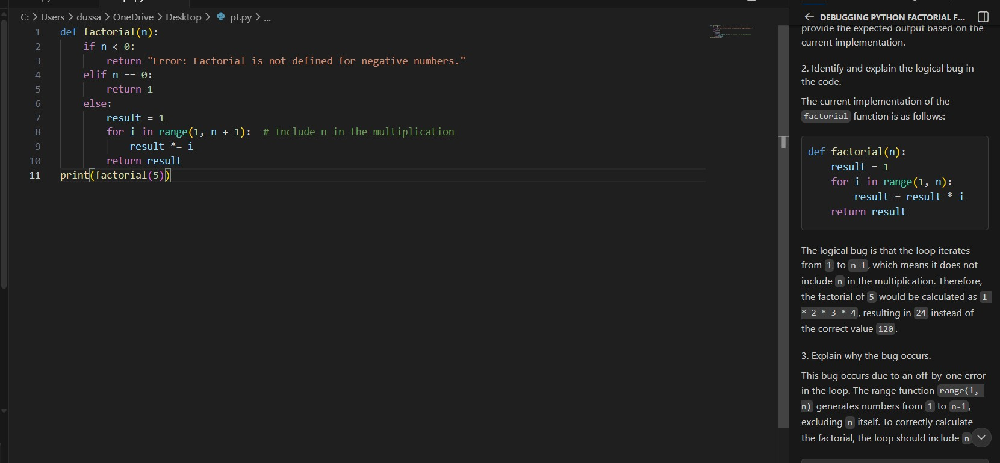 C: > Users > dussa > OneDrive > Desktop > pt.py > ...
1 def factorial(n):
2     if n < 0:
3         return "Error: Factorial is not defined for negative numbers."
4     elif n == 0:
5         return 1
6     else:
7         result = 1
8         for i in range(1, n + 1):  # Include n in the multiplication
9             result *= i
10         return result
11 print(factorial(5))
DEBUGGING PYTHON FACTORIAL F...
provide the expected output based on the
current implementation.
2. Identify and explain the logical bug in
the code.
The current implementation of the
factorial function is as follows:
def factorial(n):
    result = 1
    for i in range(1, n):
        result = result * i
    return result
The logical bug is that the loop iterates
from 1 to n-1, which means it does not
include n in the multiplication. Therefore,
the factorial of 5 would be calculated as 1
* 2 * 3 * 4, resulting in 24 instead of
the correct value 120.
3. Explain why the bug occurs.
This bug occurs due to an off-by-one error
in the loop. The range function range(1,
n) generates numbers from 1 to n-1,
excluding n itself. To correctly calculate
the factorial, the loop should include n